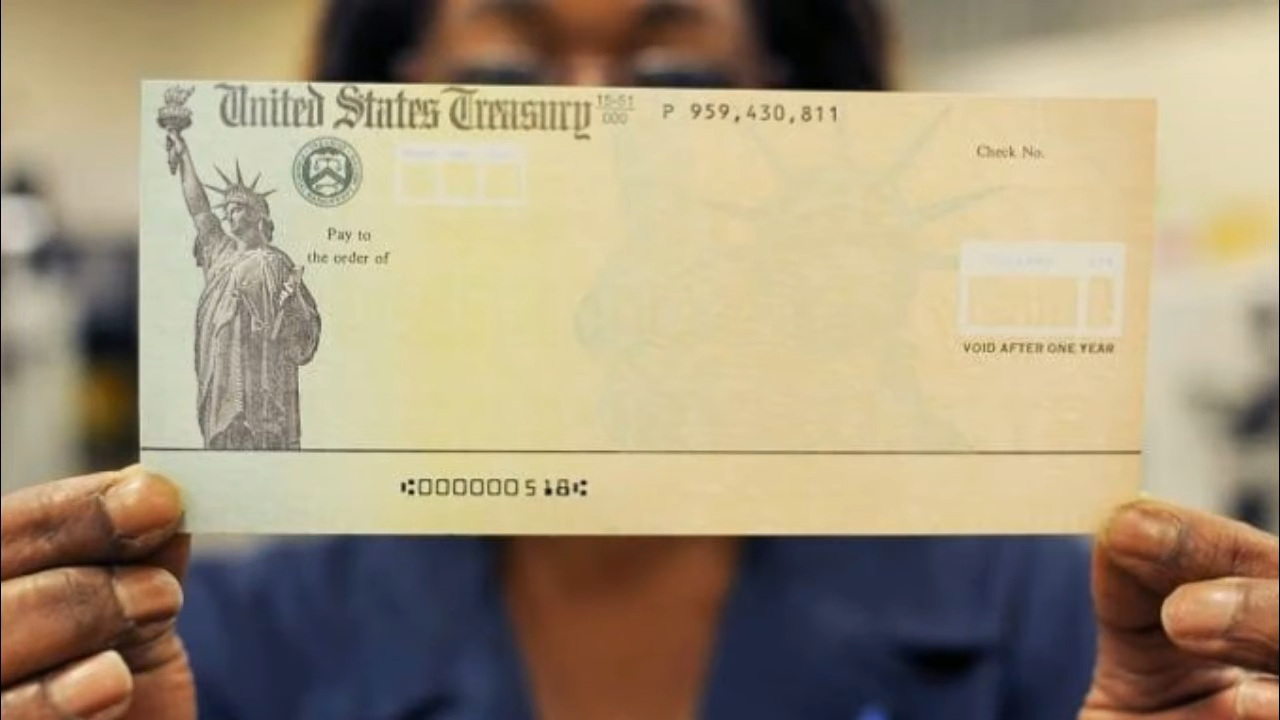 United States Treasury 15-51 000 P 959,430,811
Check No.
Pay to
the order of
VOID AFTER ONE YEAR
⑆000000518⑆